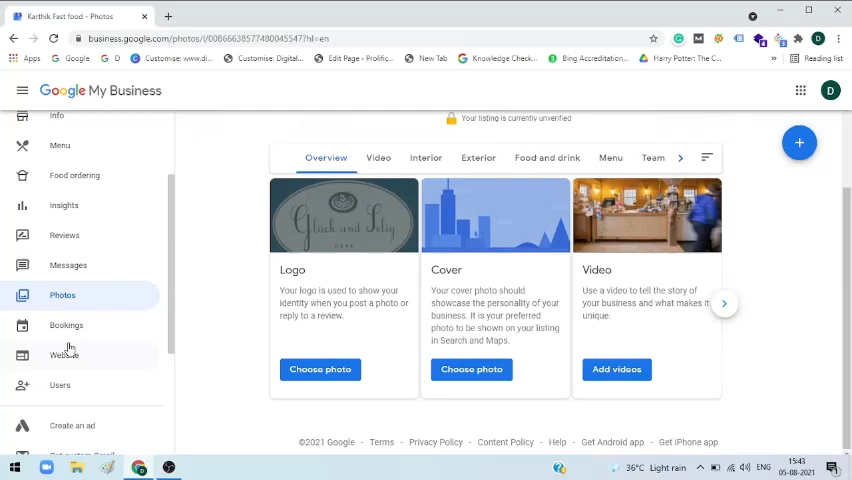 Karthik Fast food - Photos
business.google.com/photos/l/00866638577480045547?hl=en
Apps
Google
G D
Customise: www.di...
Customise: Digital...
Edit Page - Prolific...
New Tab
Knowledge Check...
Bing Accreditation...
Harry Potter: The C...
Reading list
Google My Business
D
Info
Menu
Food ordering
Insights
Reviews
Messages
Photos
Bookings
Website
Users
Create an ad
Your listing is currently unverified
Overview Video Interior Exterior Food and drink Menu Team
Glück und Selig
CAFE
Logo
Your logo is used to show your
identity when you post a photo or
reply to a review.
Choose photo
Cover
Your cover photo should
showcase the personality of your
business. It is your preferred
photo to be shown on your listing
in Search and Maps.
Choose photo
Video
Use a video to tell the story of
your business and what makes it
unique.
Add videos
©2021 Google - Terms - Privacy Policy - Content Policy - Help - Get Android app - Get iPhone app
36°C Light rain
ENG
15:43
05-08-2021